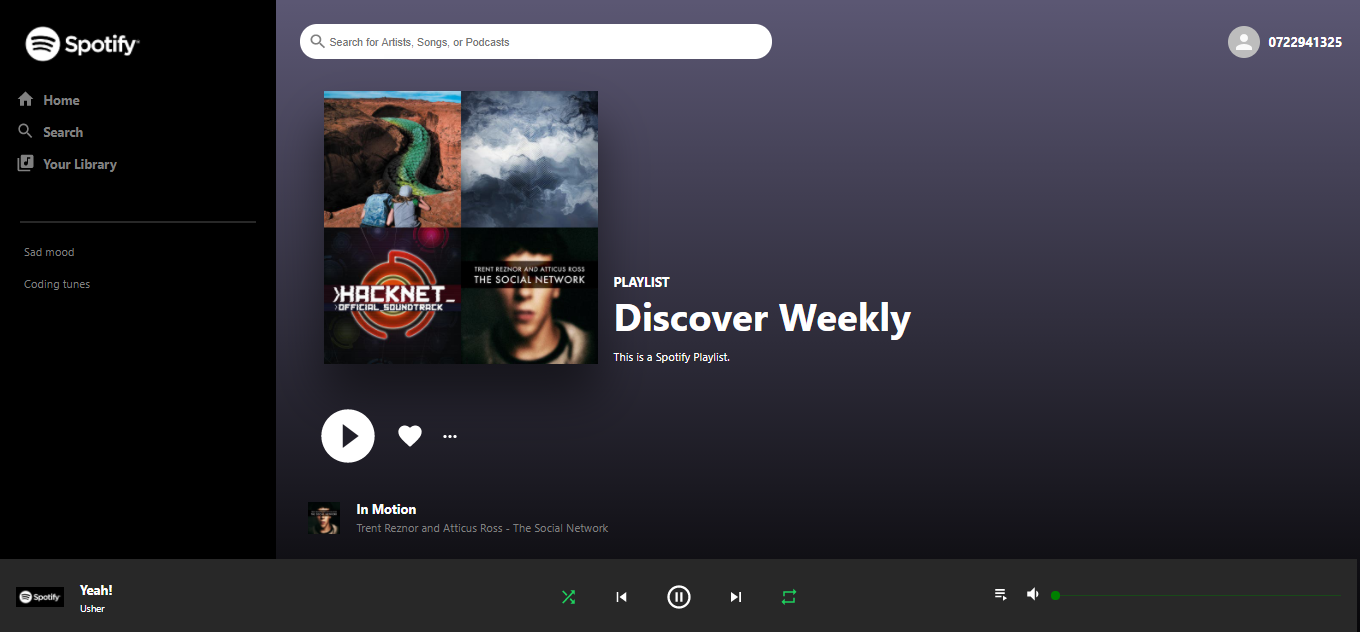 Spotify
Home
Search
Your Library
Sad mood
Coding tunes
Search for Artists, Songs, or Podcasts
0722941325
HACKNET_
OFFICIAL SOUNDTRACK
TRENT REZNOR AND ATTICUS ROSS
THE SOCIAL NETWORK
PLAYLIST
Discover Weekly
This is a Spotify Playlist.
In Motion
Trent Reznor and Atticus Ross - The Social Network
Spotify
Yeah!
Usher